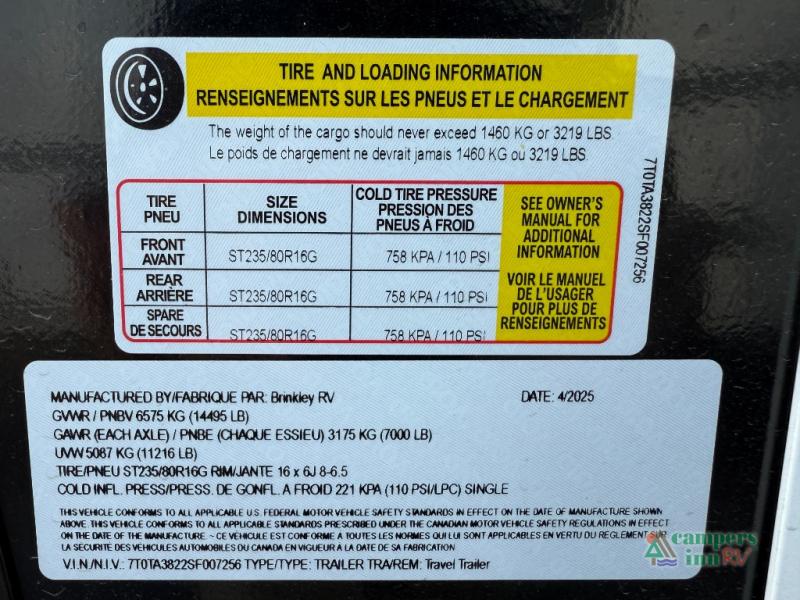 TIRE AND LOADING INFORMATION
RENSEIGNEMENTS SUR LES PNEUS ET LE CHARGEMENT
The weight of the cargo should never exceed 1460 KG or 3219 LBS.
Le poids de chargement ne devrait jamais 1460 KG ou 3219 LBS.
TIRE PNEU
SIZE DIMENSIONS
COLD TIRE PRESSURE PRESSION DES PNEUS À FROID
FRONT AVANT ST235/80R16G 758 KPA / 110 PSI
REAR ARRIÈRE ST235/80R16G 758 KPA / 110 PSI
SPARE DE SECOURS ST235/80R16G 758 KPA / 110 PSI
SEE OWNER'S
MANUAL FOR
ADDITIONAL
INFORMATION
VOIR LE MANUEL
DE L'USAGER
POUR PLUS DE
RENSEIGNEMENTS
7T0TA3822SF007256
MANUFACTURED BY/FABRIQUE PAR: Brinkley RV DATE: 4/2025
GVWR / PNBV 6575 KG (14495 LB)
GAWR (EACH AXLE) / PNBE (CHAQUE ESSIEU) 3175 KG (7000 LB)
UVW 5087 KG (11216 LB)
TIRE/PNEU ST235/80R16G RIM/JANTE 16 x 6J 8-6.5
COLD INFL. PRESS/PRESS. DE GONFL. A FROID 221 KPA (110 PSI/LPC) SINGLE
THIS VEHICLE CONFORMS TO ALL APPLICABLE U.S. FEDERAL MOTOR VEHICLE SAFETY STANDARDS IN EFFECT ON THE DATE OF MANUFACTURE SHOWN
ABOVE. THIS VEHICLE CONFORMS TO ALL APPLICABLE STANDARDS PRESCRIBED UNDER THE CANADIAN MOTOR VEHICLE SAFETY REGULATIONS IN EFFECT
ON THE DATE OF MANUFACTURE. ~ CE VEHICULE EST CONFORME A TOUTES LES NORMES QUI LUI SONT APPLICABLES EN VERTU DU REGLEMENT SUR
LA SECURITE DES VEHICULES AUTOMOBILES DU CANADA EN VIGUEUR A LA DATE DE SA FABRICATION
V.I.N./N.I.V.: 7T0TA3822SF007256 TYPE/TYPE: TRAILER TRA/REM: Travel Trailer
campers
inn RV